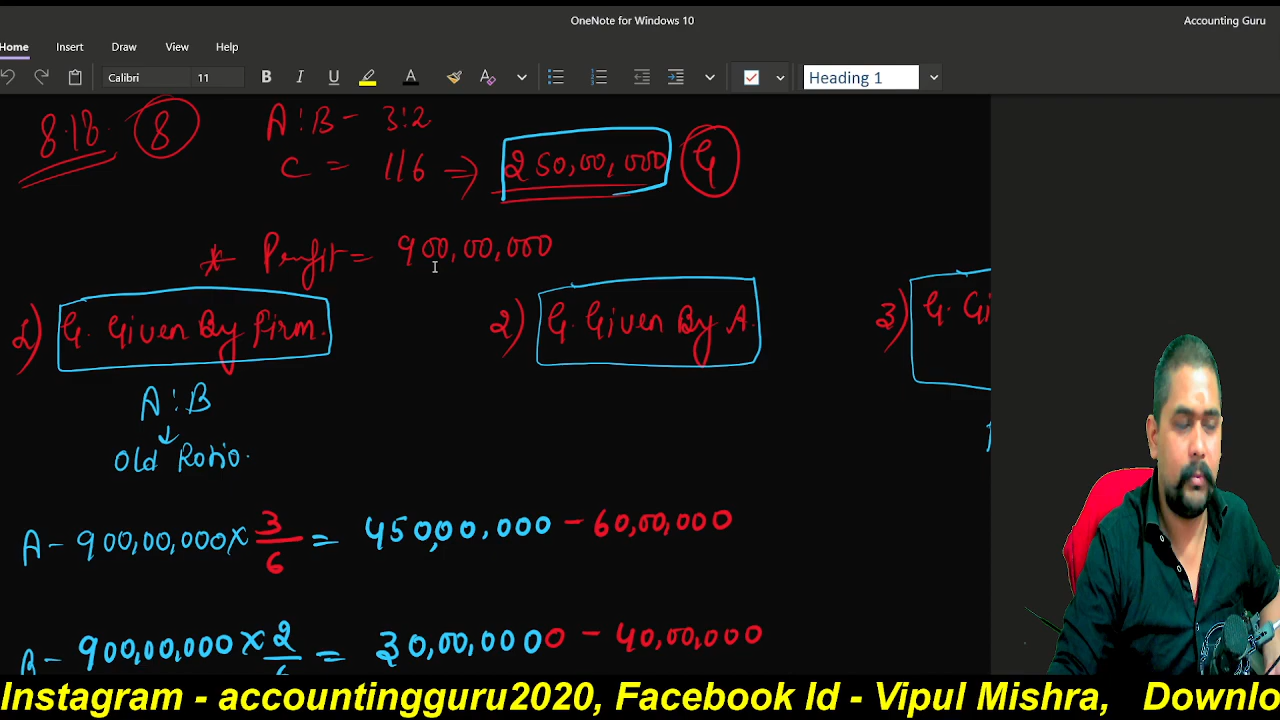 OneNote for Windows 10
Accounting Guru
Home Insert Draw View Help
Calibri 11 B I U A A Heading 1
8.18 8 A : B - 3:2
C = 1/6 ⇒ 250,00,000 G
* Profit = 900,00,000
1) G. Given By Firm. 2) G. Given By A. 3) G. Gi
A : B
↓
Old Ratio.
A - 900,00,000 × 3/6 = 450,00,000 - 60,00,000
B - 900,00,000 × 2/6 = 30,00,0000 - 40,00,000
Instagram - accountingguru2020, Facebook Id - Vipul Mishra, Downlo